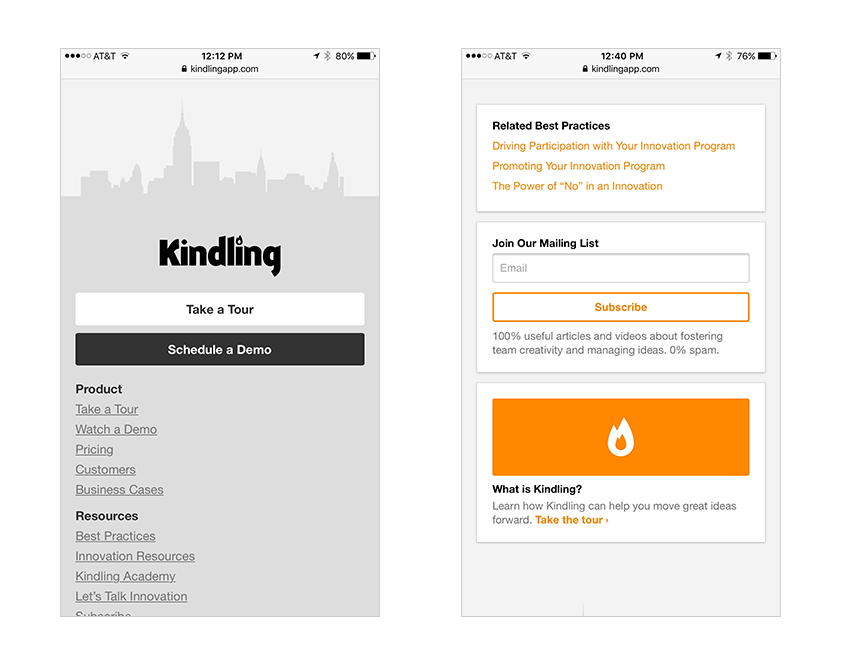 AT&T 12:12 PM 80%
kindlingapp.com
Kindling
Take a Tour
Schedule a Demo
Product
Take a Tour
Watch a Demo
Pricing
Customers
Business Cases
Resources
Best Practices
Innovation Resources
Kindling Academy
Let's Talk Innovation
Subscribe
AT&T 12:40 PM 76%
kindlingapp.com
Related Best Practices
Driving Participation with Your Innovation Program
Promoting Your Innovation Program
The Power of “No” in an Innovation
Join Our Mailing List
Email
Subscribe
100% useful articles and videos about fostering
team creativity and managing ideas. 0% spam.
What is Kindling?
Learn how Kindling can help you move great ideas
forward. Take the tour ›